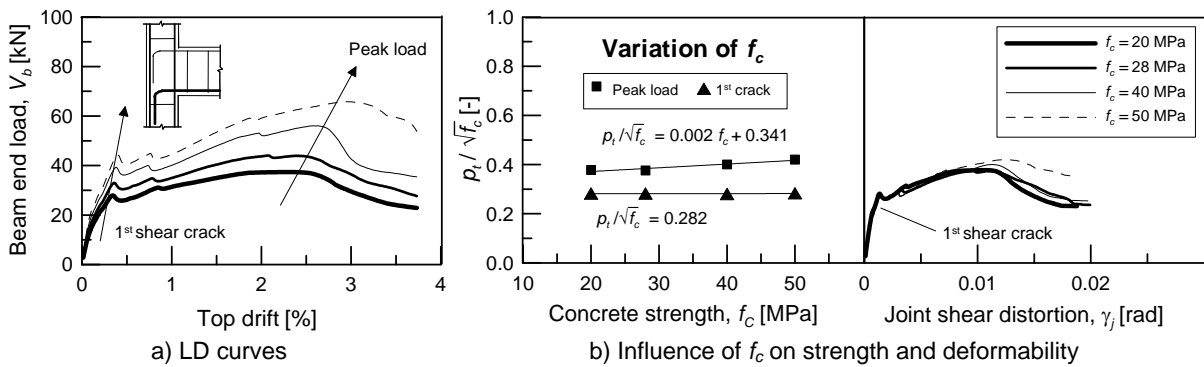 Beam end load, V_b [kN]
100
80
60
40
20
0
Peak load
1st shear crack
0 1 2 3 4
Top drift [%]
a) LD curves
p_t / √f_c [-]
1.0
0.8
0.6
0.4
0.2
0.0
Variation of f_c
Peak load 1st crack
p_t/√f_c = 0.002 f_c + 0.341
p_t/√f_c = 0.282
10 20 30 40 50 60
Concrete strength, f_C [MPa]
f_c = 20 MPa
f_c = 28 MPa
f_c = 40 MPa
f_c = 50 MPa
1st shear crack
0 0.01 0.02
Joint shear distortion, γ_j [rad]
b) Influence of f_c on strength and deformability